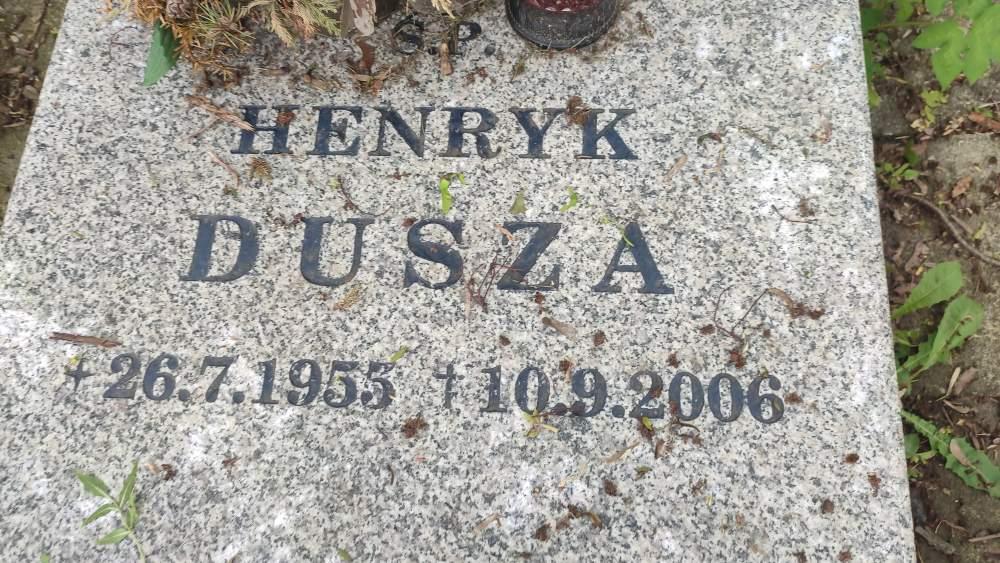 Ś.P.
HENRYK
DUSZA
* 26.7.1955 † 10.9.2006